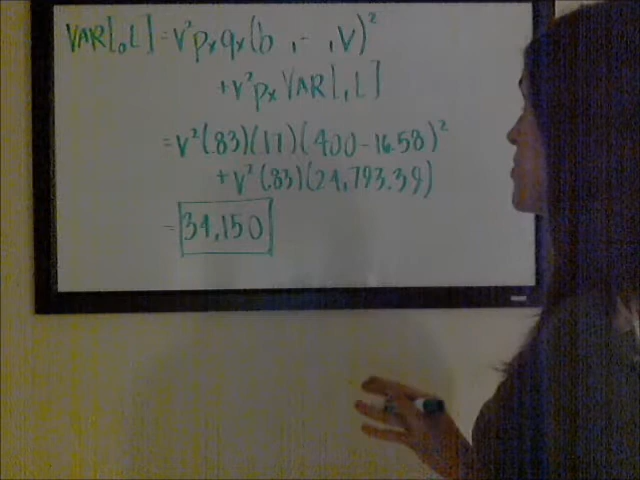 VAR[₀L] = v²pₓqₓ(b₁ - ₁V)²
+ v²pₓ VAR[₁L]
= v²(.83)(17)(400 - 16.58)²
+ v²(.83)(24,793.39)
= 34,150